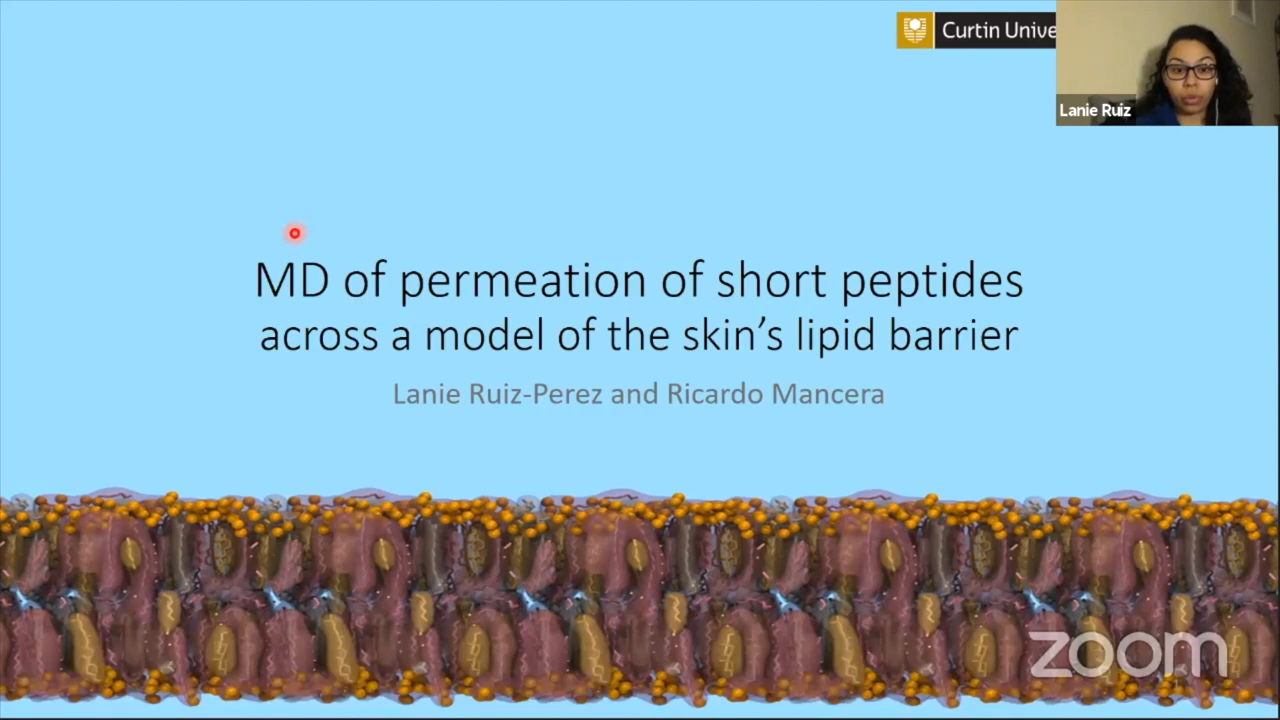 Curtin Unive
Lanie Ruiz
MD of permeation of short peptides
across a model of the skin’s lipid barrier
Lanie Ruiz-Perez and Ricardo Mancera
zoom